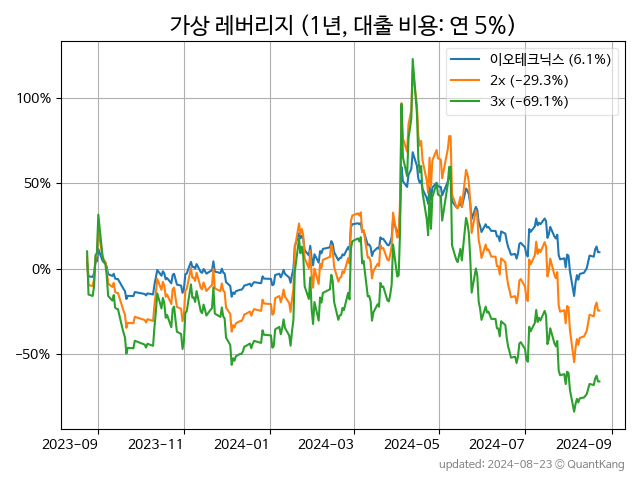 가상 레버리지 (1년, 대출 비용: 연 5%)
이오테크닉스 (6.1%)
2x (−29.3%)
3x (−69.1%)
100%
50%
0%
−50%
2023-09
2023-11
2024-01
2024-03
2024-05
2024-07
2024-09
updated: 2024-08-23 © QuantKang